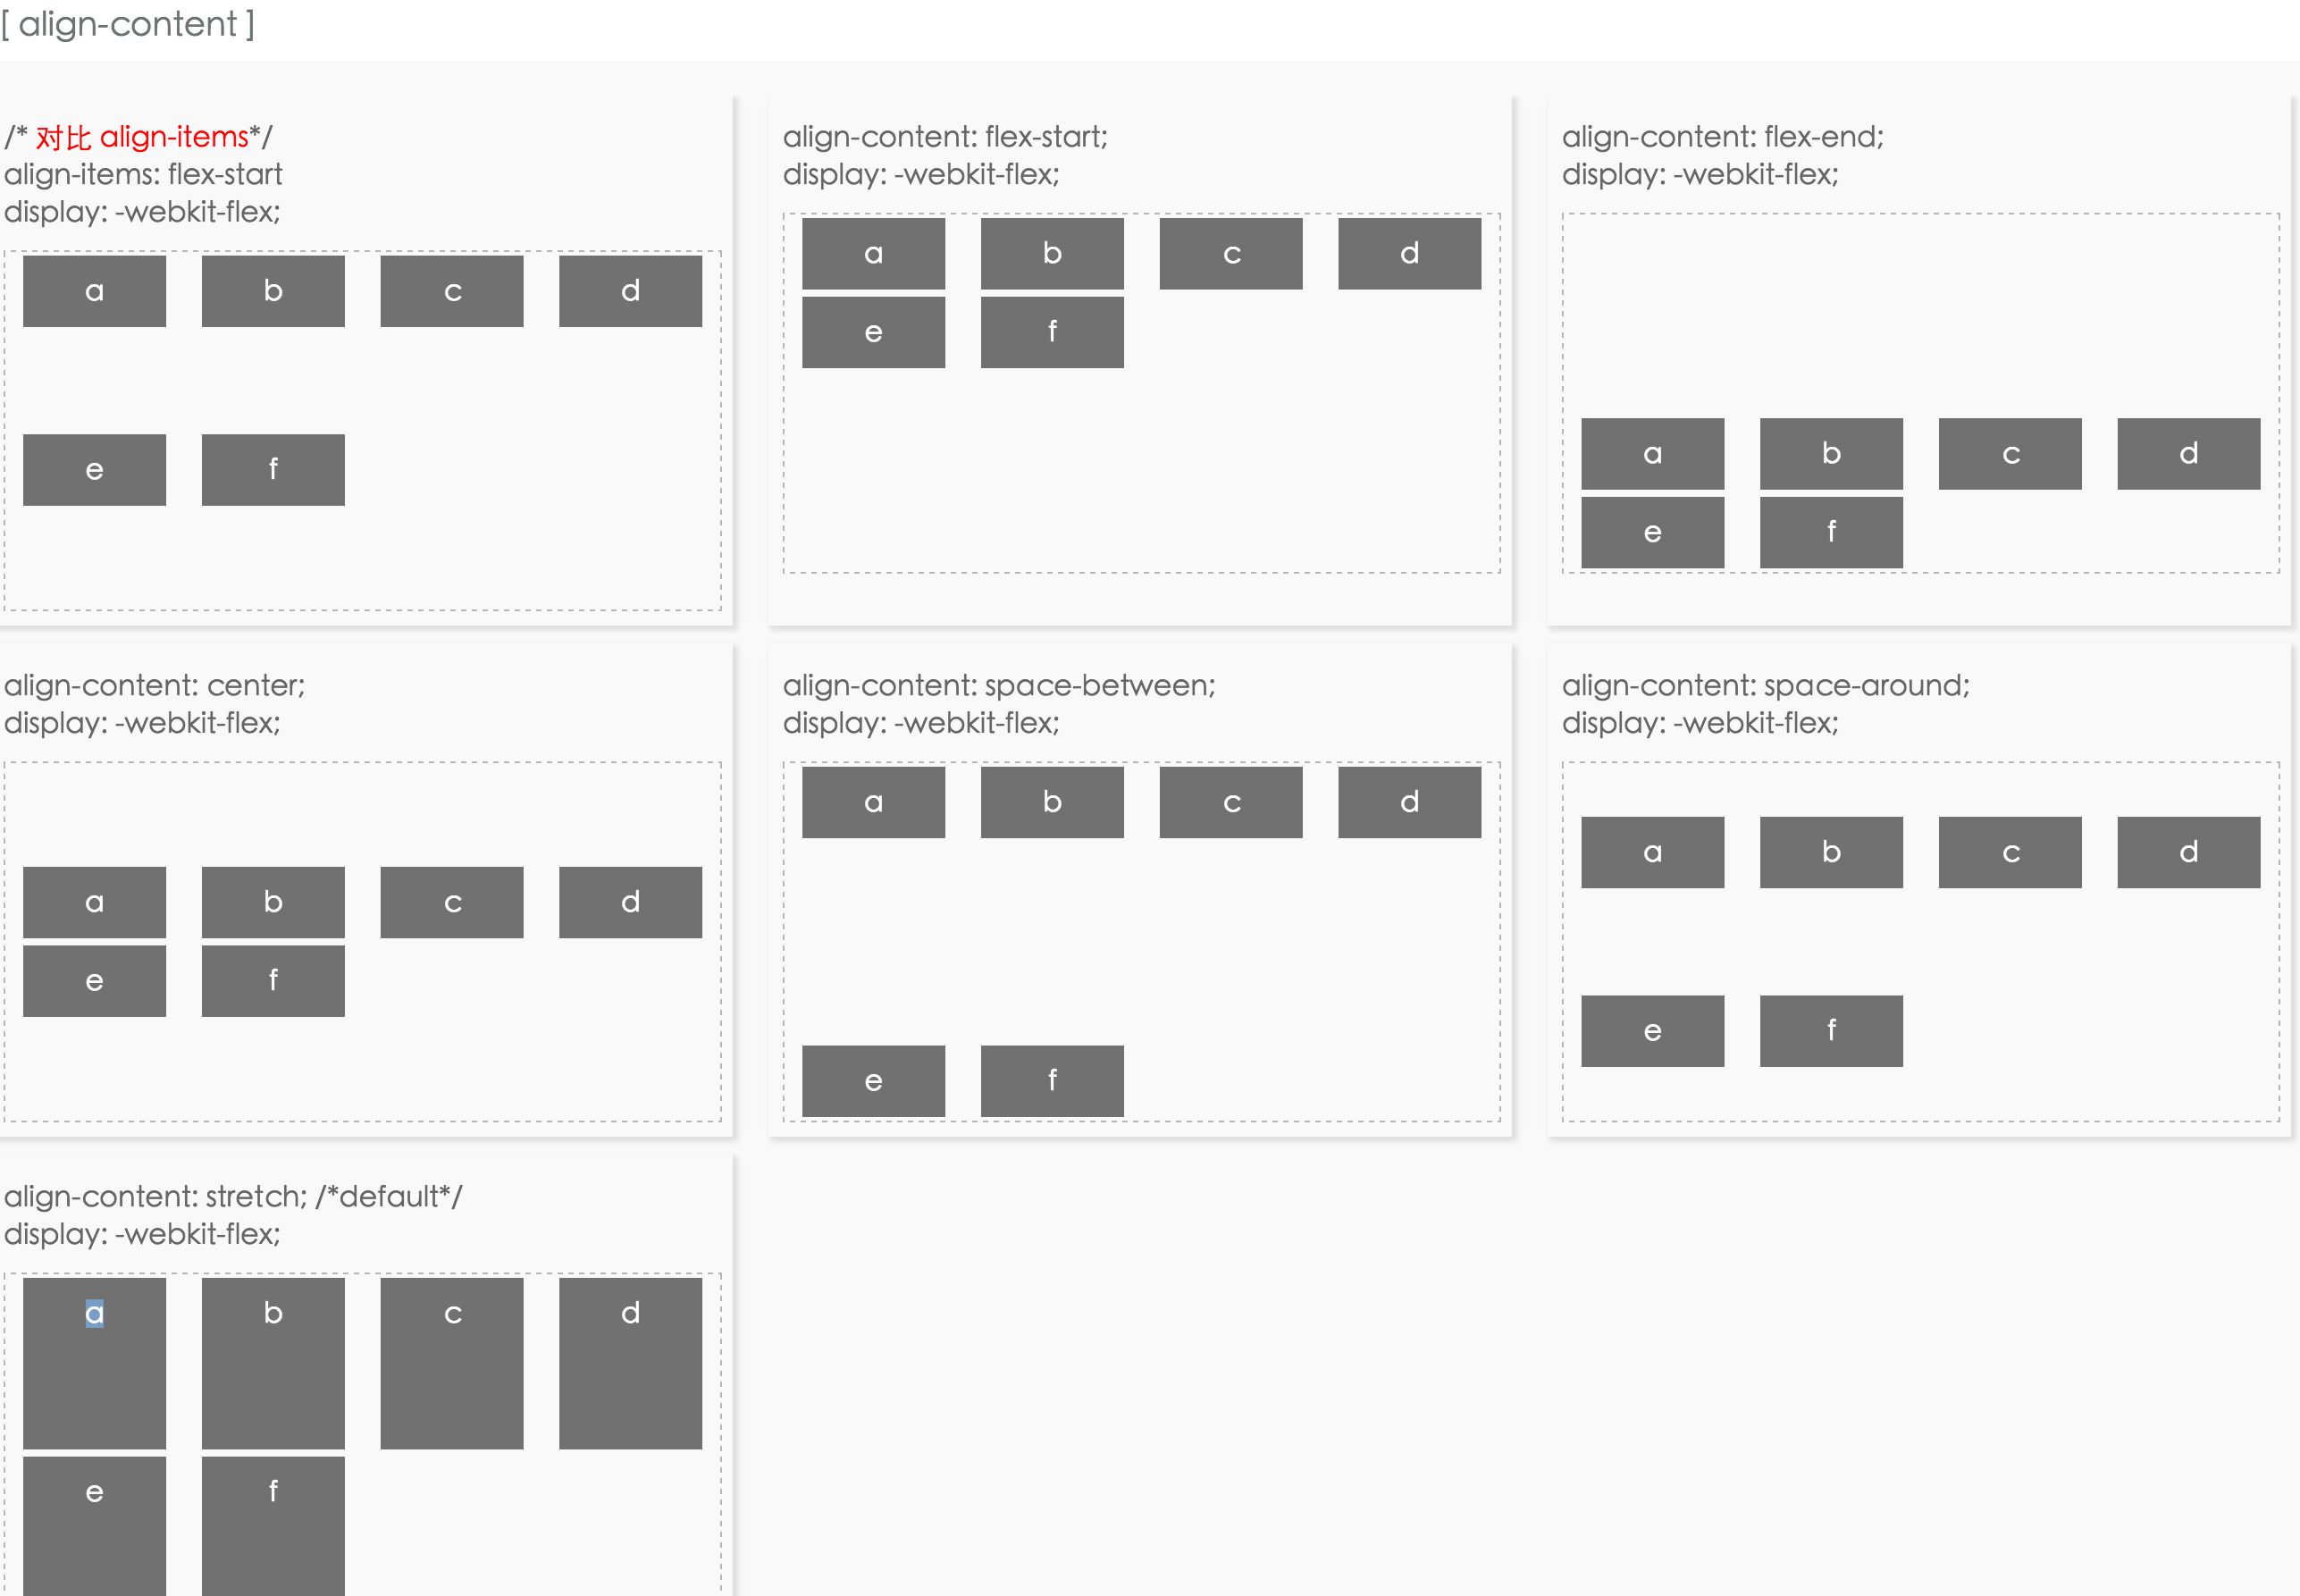 [ align-content ]
/* 对比 align-items*/
align-items: flex-start
display: -webkit-flex;
a b c d
e f
align-content: flex-start;
display: -webkit-flex;
a b c d
e f
align-content: flex-end;
display: -webkit-flex;
a b c d
e f
align-content: center;
display: -webkit-flex;
a b c d
e f
align-content: space-between;
display: -webkit-flex;
a b c d
e f
align-content: space-around;
display: -webkit-flex;
a b c d
e f
align-content: stretch; /*default*/
display: -webkit-flex;
a b c d
e f